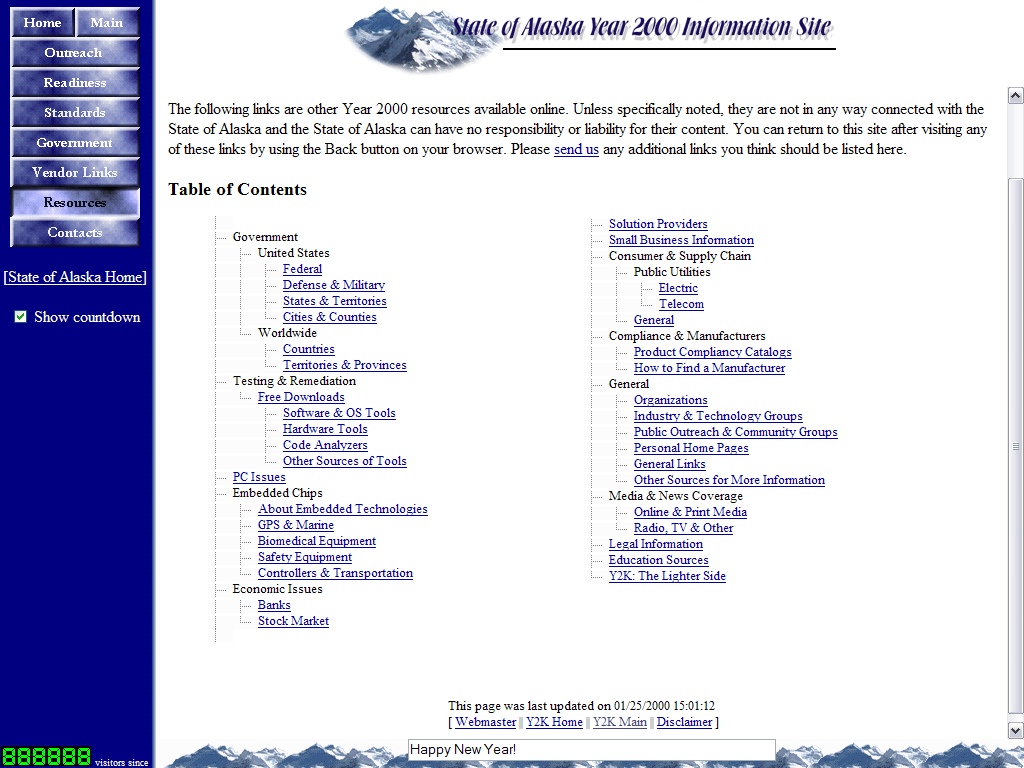 Home Main
Outreach
Readiness
Standards
Government
Vendor Links
Resources
Contacts
[State of Alaska Home]
Show countdown
888888 visitors since
State of Alaska Year 2000 Information Site
The following links are other Year 2000 resources available online. Unless specifically noted, they are not in any way connected with the
State of Alaska and the State of Alaska can have no responsibility or liability for their content. You can return to this site after visiting any
of these links by using the Back button on your browser. Please send us any additional links you think should be listed here.
Table of Contents
Government
United States
Federal
Defense & Military
States & Territories
Cities & Counties
Worldwide
Countries
Territories & Provinces
Testing & Remediation
Free Downloads
Software & OS Tools
Hardware Tools
Code Analyzers
Other Sources of Tools
PC Issues
Embedded Chips
About Embedded Technologies
GPS & Marine
Biomedical Equipment
Safety Equipment
Controllers & Transportation
Economic Issues
Banks
Stock Market
Solution Providers
Small Business Information
Consumer & Supply Chain
Public Utilities
Electric
Telecom
General
Compliance & Manufacturers
Product Compliancy Catalogs
How to Find a Manufacturer
General
Organizations
Industry & Technology Groups
Public Outreach & Community Groups
Personal Home Pages
General Links
Other Sources for More Information
Media & News Coverage
Online & Print Media
Radio, TV & Other
Legal Information
Education Sources
Y2K: The Lighter Side
This page was last updated on 01/25/2000 15:01:12
[ Webmaster Y2K Home Y2K Main Disclaimer ]
Happy New Year!